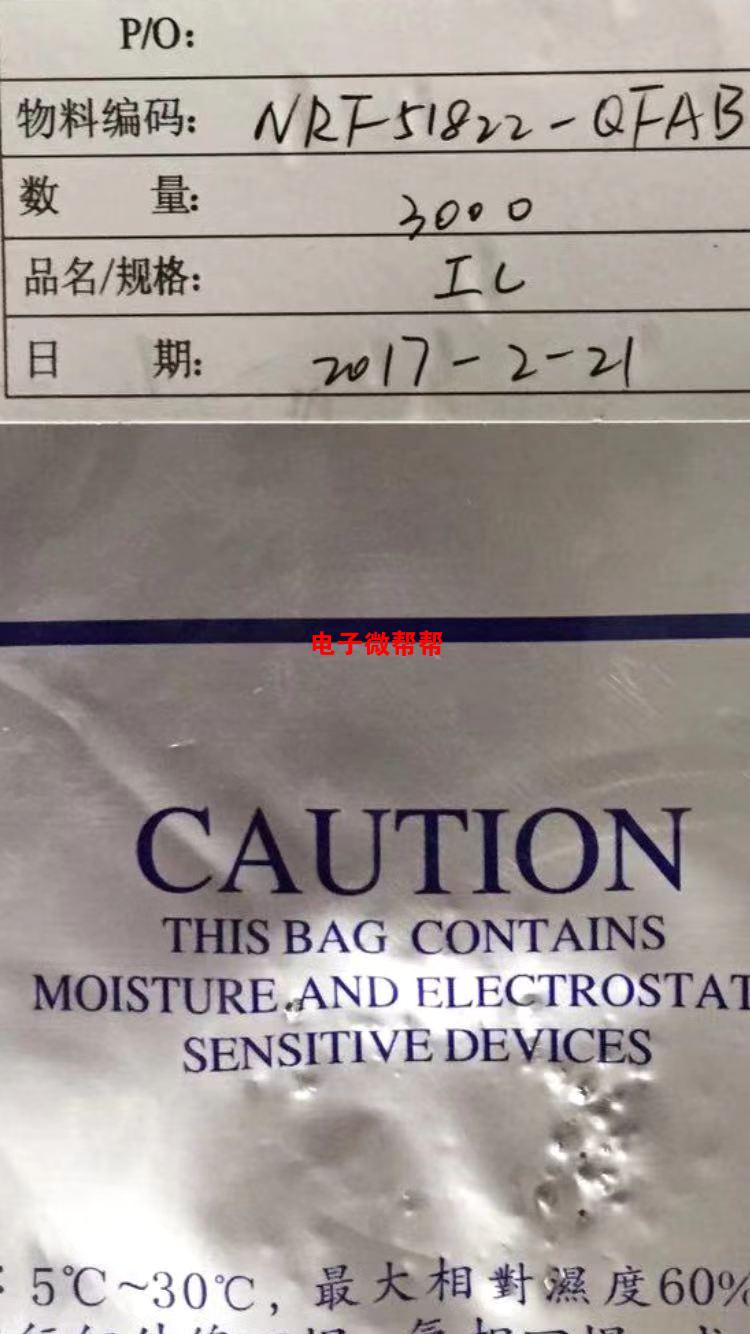 P/O:
物料编码: NRF51822-QFAB
数 量: 3000
品名/规格: IC
日 期: 2017-2-21
电子微帮帮
CAUTION
THIS BAG CONTAINS
MOISTURE AND ELECTROSTAT
SENSITIVE DEVICES
: 5℃~30℃, 最大相對濕度60%